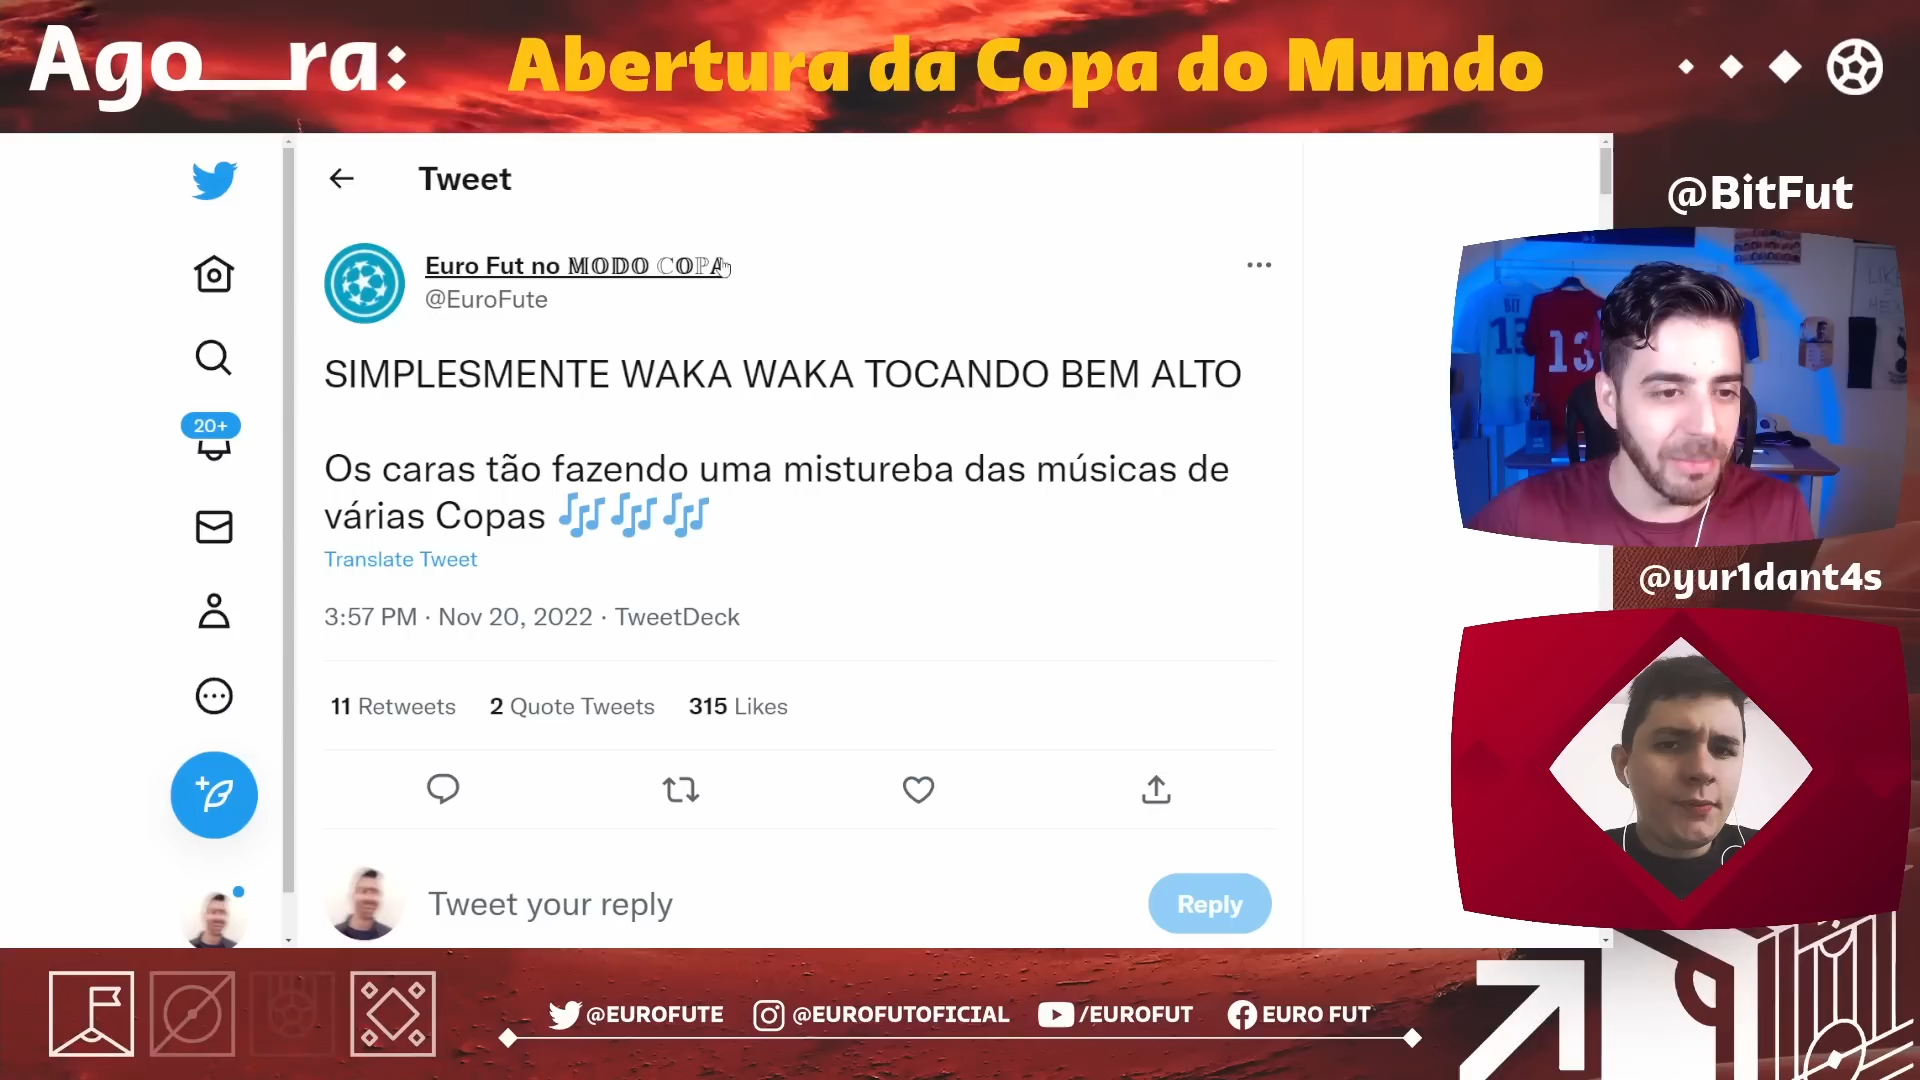 Ago__ra:
Abertura da Copa do Mundo
Tweet
Euro Fut no 𝕄𝕆𝔻𝕆 ℂ𝕆ℙ𝔸
@EuroFute
SIMPLESMENTE WAKA WAKA TOCANDO BEM ALTO
Os caras tão fazendo uma mistureba das músicas de
várias Copas 🎶🎶🎶
Translate Tweet
3:57 PM · Nov 20, 2022 · TweetDeck
11 Retweets 2 Quote Tweets 315 Likes
Tweet your reply
Reply
20+
@BitFut
BIT
13
13
@yur1dant4s
@EUROFUTE @EUROFUTOFICIAL /EUROFUT EURO FUT